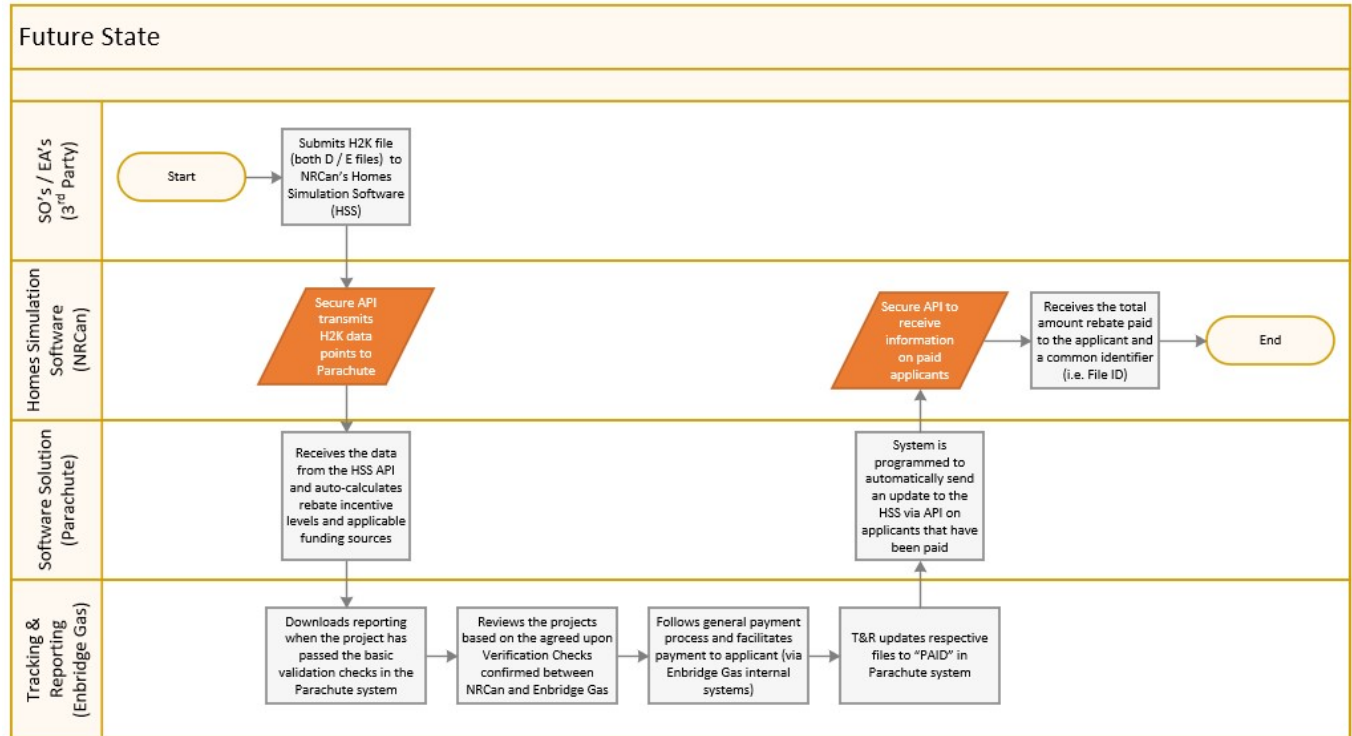 Future State
SO's / EA's
(3rd Party)
Start
Submits H2K file
(both D / E files) to
NRCan's Homes
Simulation Software
(HSS)
Homes Simulation
Software
(NRCan)
Secure API
transmits
H2K data
points to
Parachute
Secure API to
receive
information
on paid
applicants
Receives the total
amount rebate paid
to the applicant and
a common identifier
(i.e. File ID)
End
Software Solution
(Parachute)
Receives the data
from the HSS API
and auto-calculates
rebate incentive
levels and applicable
funding sources
System is
programmed to
automatically send
an update to the
HSS via API on
applicants that have
been paid
Tracking &
Reporting
(Enbridge Gas)
Downloads reporting
when the project has
passed the basic
validation checks in the
Parachute system
Reviews the projects
based on the agreed upon
Verification Checks
confirmed between
NRCan and Enbridge Gas
Follows general payment
process and facilitates
payment to applicant (via
Enbridge Gas internal
systems)
T&R updates respective
files to “PAID” in
Parachute system